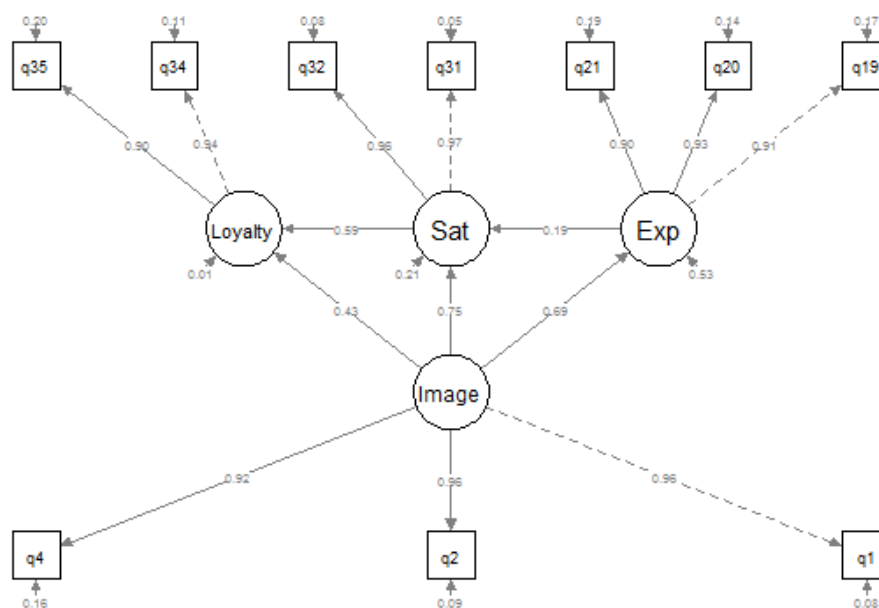 0.20 0.11 0.08 0.05 0.19 0.14 0.17
q35 q34 q32 q31 q21 q20 q19
0.90 0.94 0.96 0.97 0.90 0.93 0.91
Loyalty 0.59 Sat 0.19 Exp
0.01 0.21 0.53
0.43 0.75 0.69
Image
0.92 0.96 0.96
q4 q2 q1
0.16 0.09 0.08